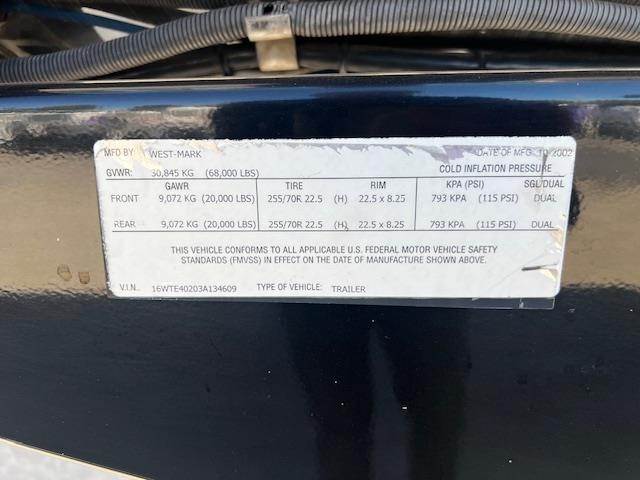 MFD BY WEST-MARK DATE OF MFG. 10/2002
GVWR: 30,845 KG (68,000 LBS) COLD INFLATION PRESSURE
GAWR TIRE RIM KPA (PSI) SGL/DUAL
FRONT 9,072 KG (20,000 LBS) 255/70R 22.5 (H) 22.5 x 8.25 793 KPA (115 PSI) DUAL
REAR 9,072 KG (20,000 LBS) 255/70R 22.5 (H) 22.5 x 8.25 793 KPA (115 PSI) DUAL
THIS VEHICLE CONFORMS TO ALL APPLICABLE U.S. FEDERAL MOTOR VEHICLE SAFETY
STANDARDS (FMVSS) IN EFFECT ON THE DATE OF MANUFACTURE SHOWN ABOVE.
V.I.N.. 16WTE40203A134609 TYPE OF VEHICLE: TRAILER